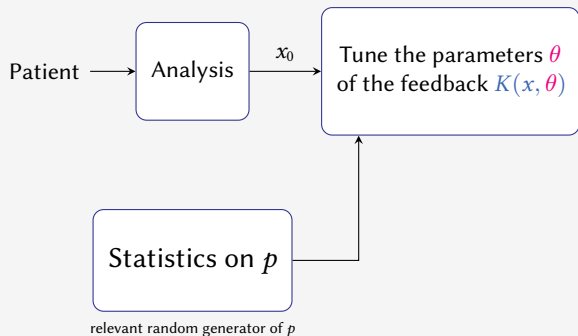 Patient
Analysis
x₀
Tune the parameters θ
of the feedback K(x, θ)
Statistics on p
relevant random generator of p